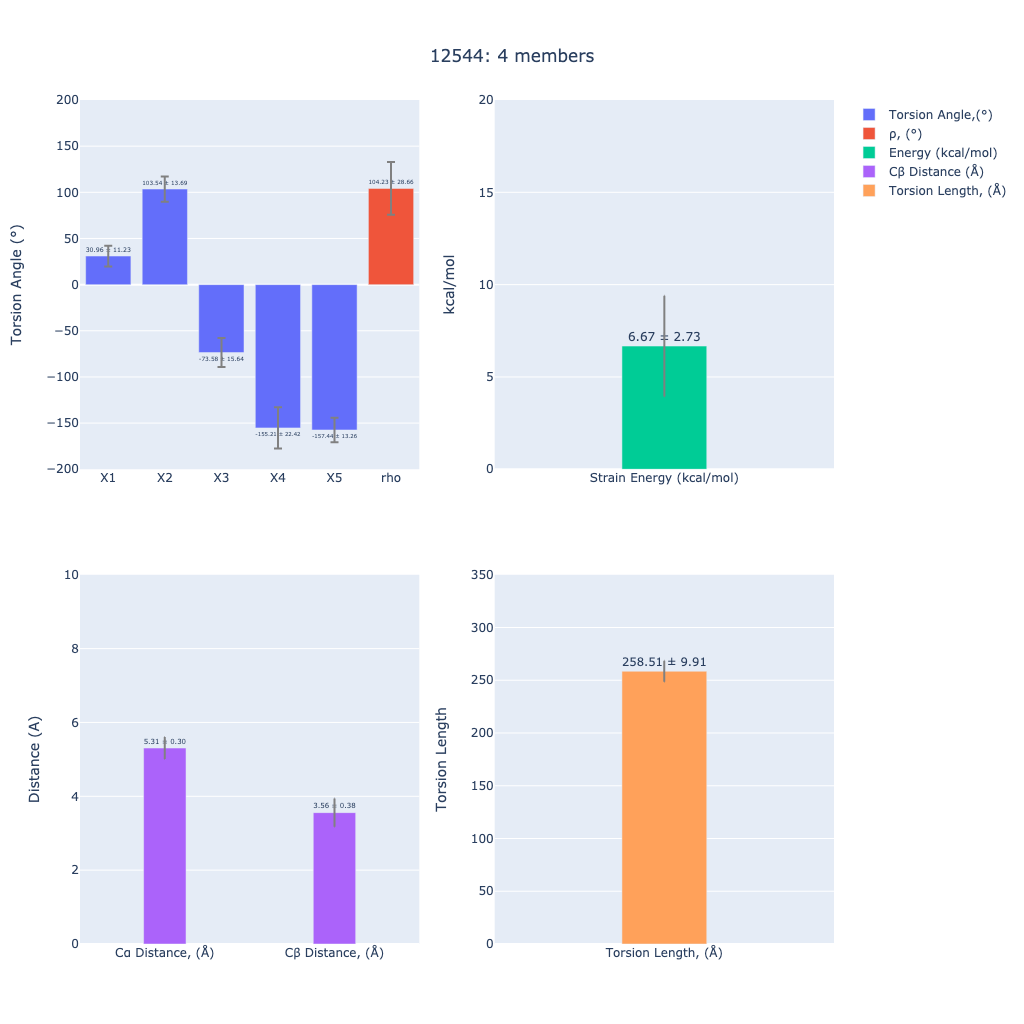 12544: 4 members
Torsion Angle (°)
200
150
100
50
0
−50
−100
−150
−200
30.96 ± 11.23
103.54 ± 13.69
-73.58 ± 15.64
-155.21 ± 22.42
-157.44 ± 13.26
104.23 ± 28.66
X1 X2 X3 X4 X5 rho
kcal/mol
20
15
10
5
0
6.67 ± 2.73
Strain Energy (kcal/mol)
Torsion Angle,(°)
ρ, (°)
Energy (kcal/mol)
Cβ Distance (Å)
Torsion Length, (Å)
Distance (A)
10
8
6
4
2
0
5.31 ± 0.30
3.56 ± 0.38
Cα Distance, (Å) Cβ Distance, (Å)
Torsion Length
350
300
250
200
150
100
50
0
258.51 ± 9.91
Torsion Length, (Å)